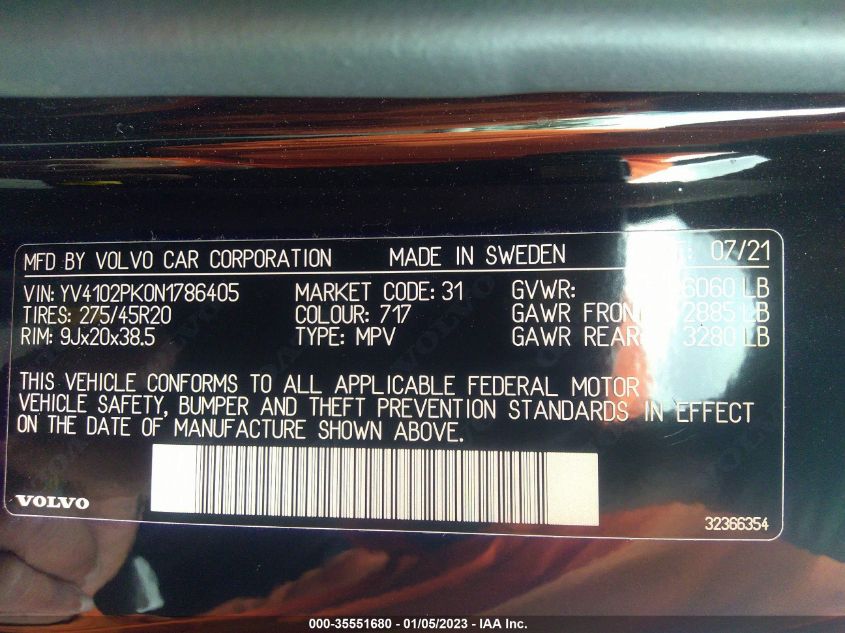 MFD BY VOLVO CAR CORPORATION MADE IN SWEDEN 07/21
VIN: YV4102PK0N1786405 MARKET CODE: 31 GVWR: 6060 LB
TIRES: 275/45R20 COLOUR: 717 GAWR FRON 2885 LB
RIM: 9Jx20x38.5 TYPE: MPV GAWR REAR 3280 LB
THIS VEHICLE CONFORMS TO ALL APPLICABLE FEDERAL MOTOR
VEHICLE SAFETY, BUMPER AND THEFT PREVENTION STANDARDS IN EFFECT
ON THE DATE OF MANUFACTURE SHOWN ABOVE.
VOLVO
32366354
000-35551680 - 01/05/2023 - IAA Inc.